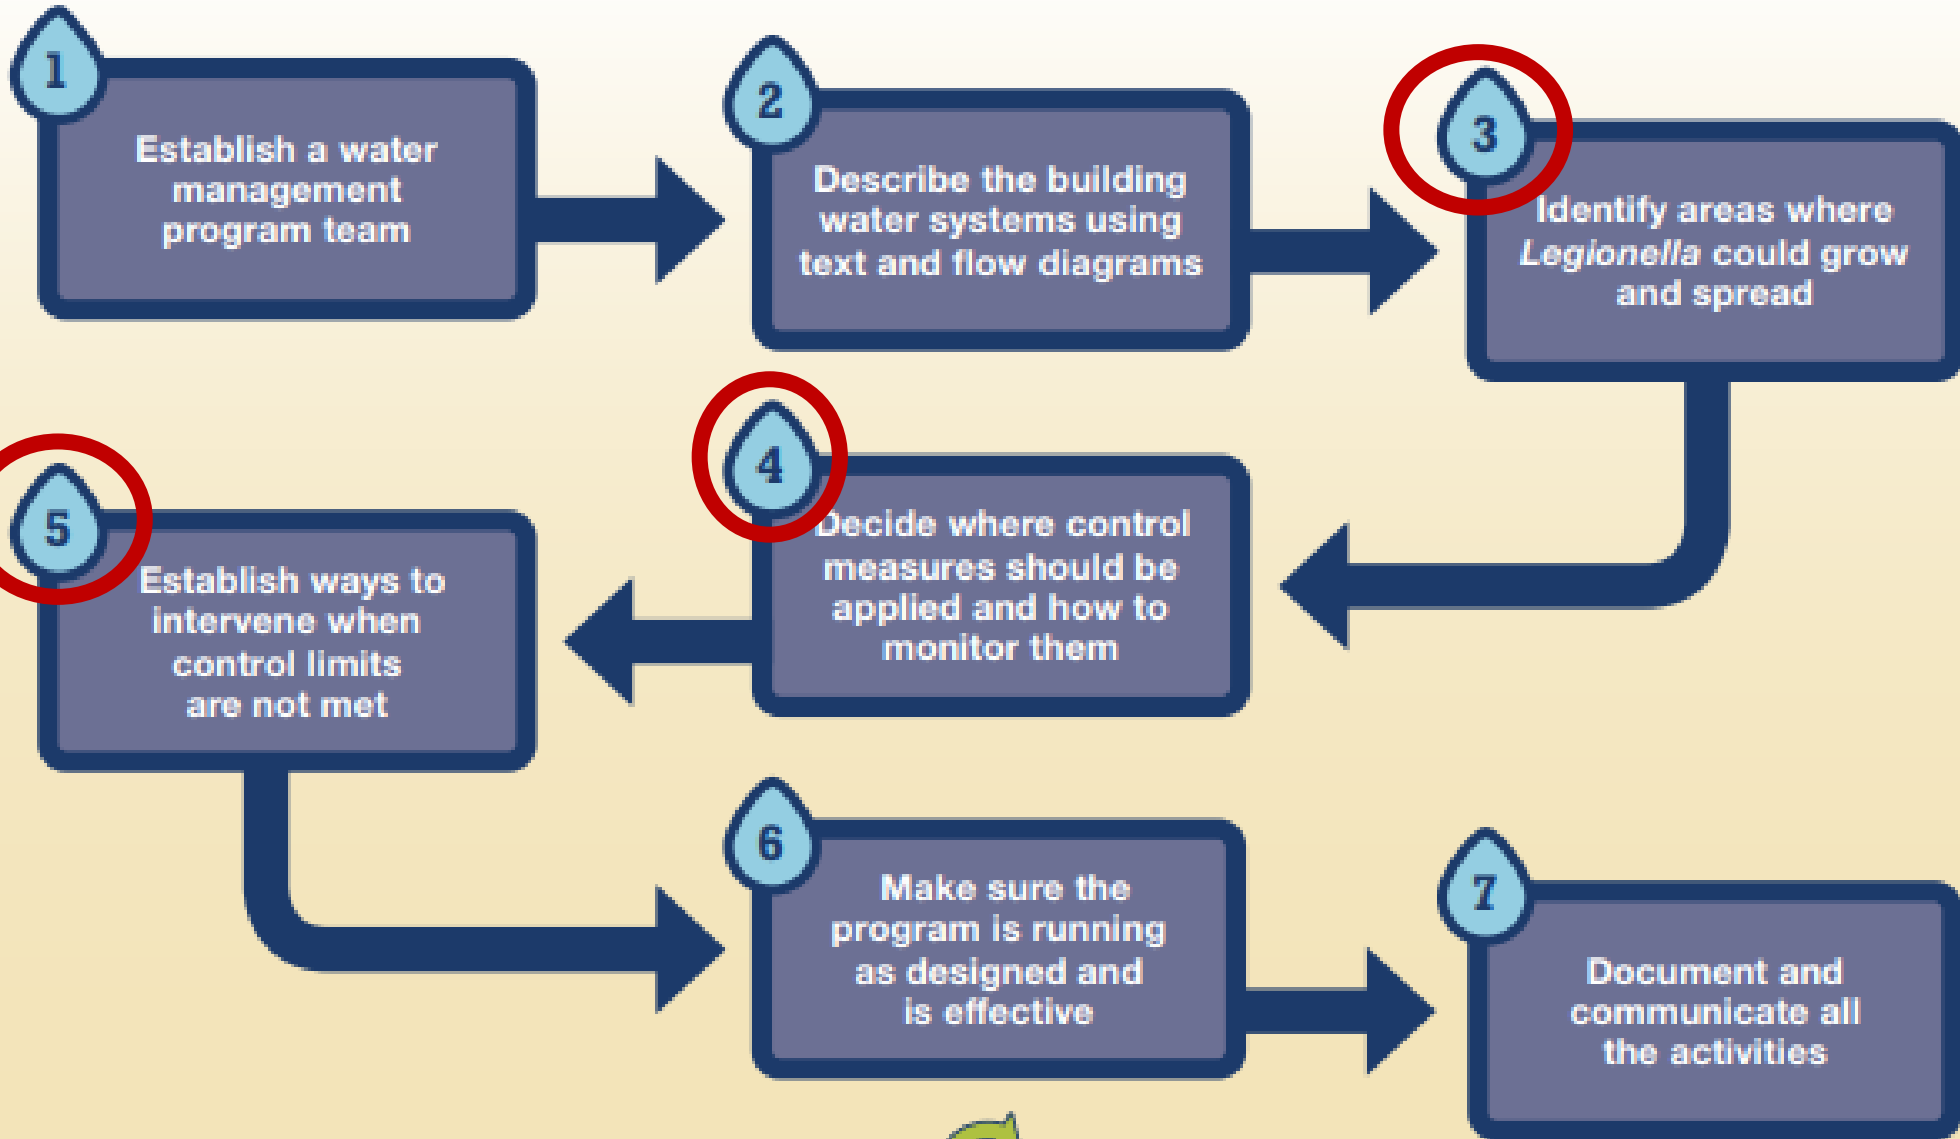 1
Establish a water
management
program team
2
Describe the building
water systems using
text and flow diagrams
3
Identify areas where
Legionella could grow
and spread
4
Decide where control
measures should be
applied and how to
monitor them
5
Establish ways to
intervene when
control limits
are not met
6
Make sure the
program is running
as designed and
is effective
7
Document and
communicate all
the activities